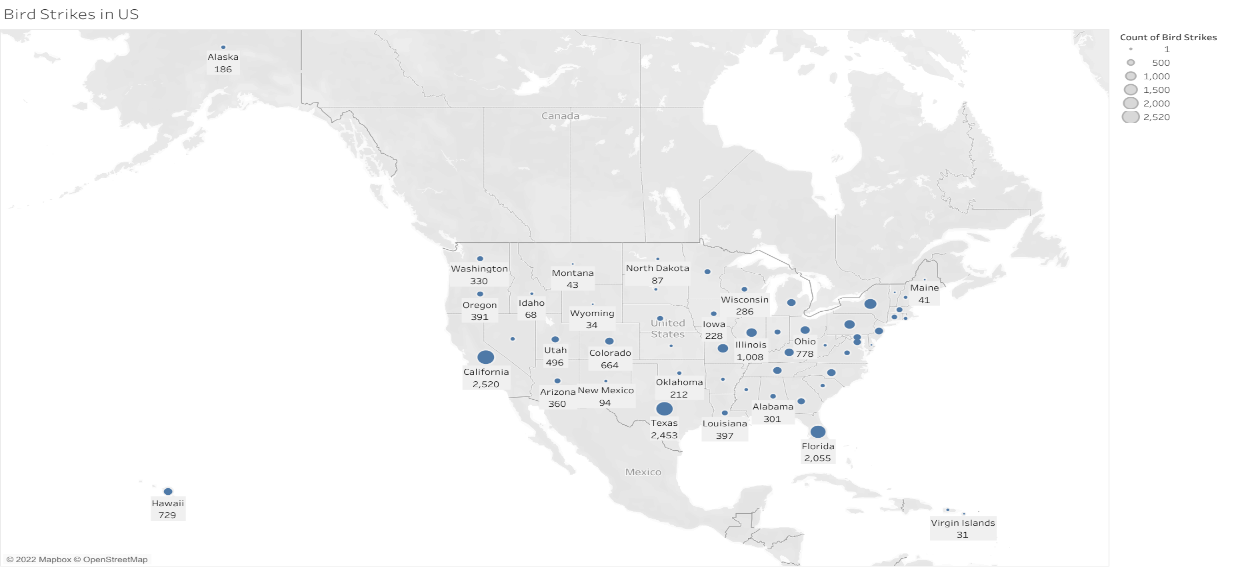 Bird Strikes in US
Count of Bird Strikes
1
500
1,000
1,500
2,000
2,520
Alaska
186
Canada
Washington
330
Montana
43
North Dakota
87
Maine
41
Oregon
391
Idaho
68
Wyoming
34
Wisconsin
286
United
States
Iowa
228
Utah
496
Colorado
664
Illinois
1,008
Ohio
778
California
2,520
Arizona
360
New Mexico
94
Oklahoma
212
Alabama
301
Texas
2,453
Louisiana
397
Florida
2,055
Mexico
Hawaii
729
Virgin Islands
31
© 2022 Mapbox © OpenStreetMap